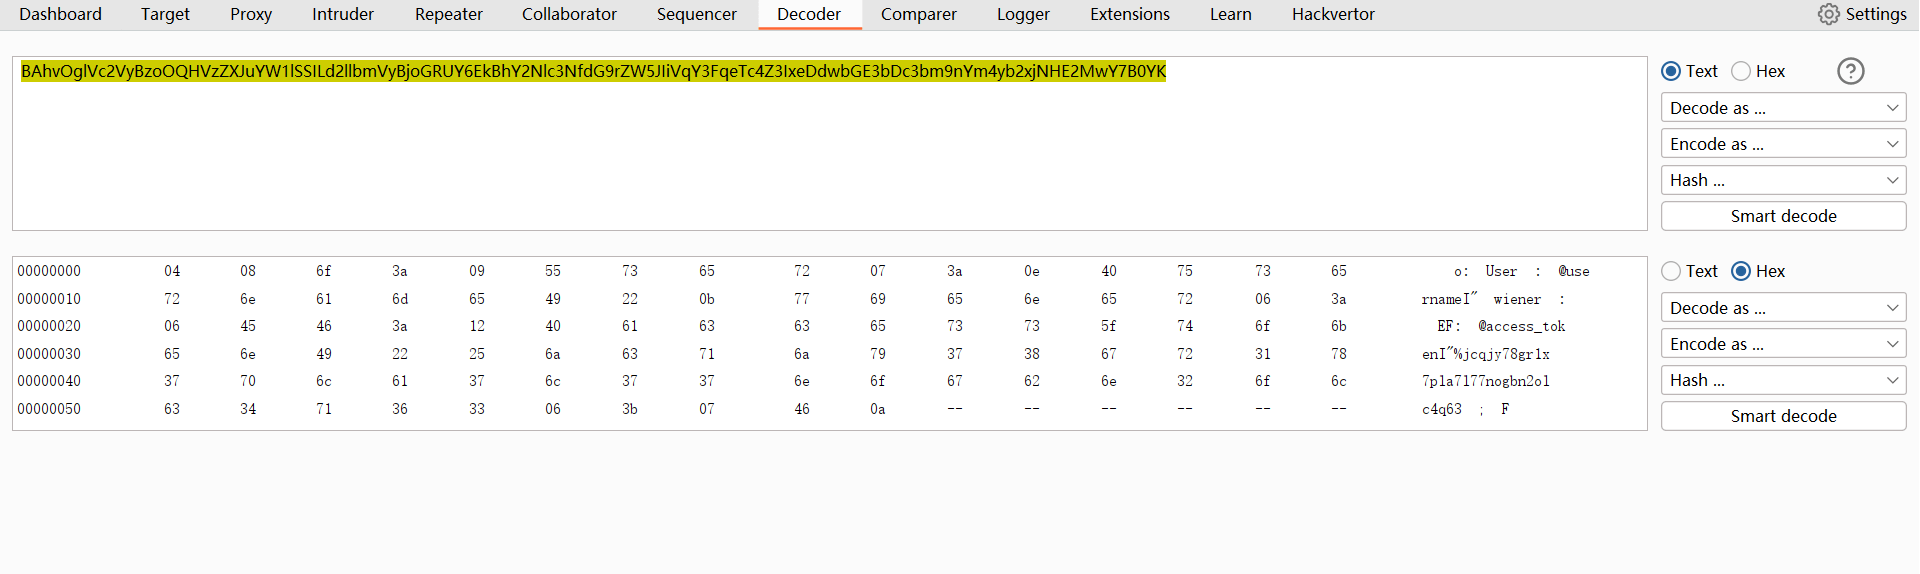 Dashboard Target Proxy Intruder Repeater Collaborator Sequencer Decoder Comparer Logger Extensions Learn Hackvertor Settings
BAhvOglVc2VyBzoOQHVzZXJuYW1lSSILd2llbmVyBjoGRUY6EkBhY2Nlc3NfdG9rZW5JIiVqY3FqeTc4Z3IxeDdwbGE3bDc3bm9nYm4yb2xjNHE2MwY7B0YK
Text Hex ?
Decode as ...
Encode as ...
Hash ...
Smart decode
00000000 04 08 6f 3a 09 55 73 65 72 07 3a 0e 40 75 73 65 o: User : @use
00000010 72 6e 61 6d 65 49 22 0b 77 69 65 6e 65 72 06 3a rnameI" wiener :
00000020 06 45 46 3a 12 40 61 63 63 65 73 73 5f 74 6f 6b EF: @access_tok
00000030 65 6e 49 22 25 6a 63 71 6a 79 37 38 67 72 31 78 enI"%jcqjy78gr1x
00000040 37 70 6c 61 37 6c 37 37 6e 6f 67 62 6e 32 6f 6c 7pla7l77nogbn2ol
00000050 63 34 71 36 33 06 3b 07 46 0a -- -- -- -- -- -- c4q63 ; F
Text Hex
Decode as ...
Encode as ...
Hash ...
Smart decode